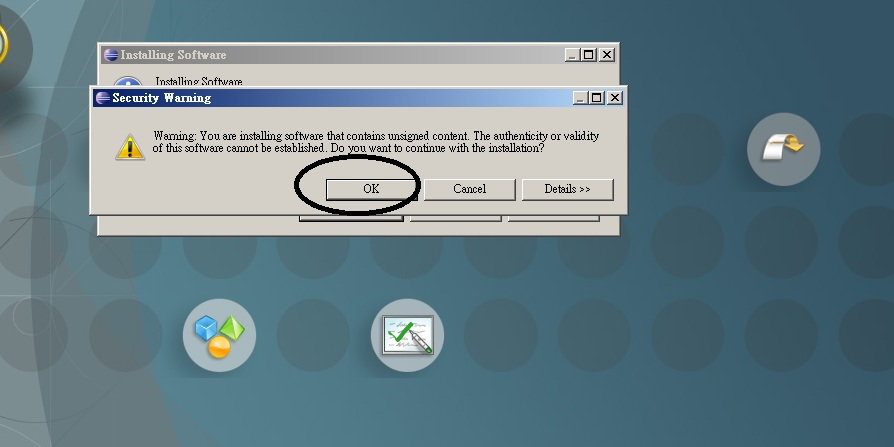 Installing Software
Installing Software
Security Warning
Warning: You are installing software that contains unsigned content. The authenticity or validity
of this software cannot be established. Do you want to continue with the installation?
OK Cancel Details >>